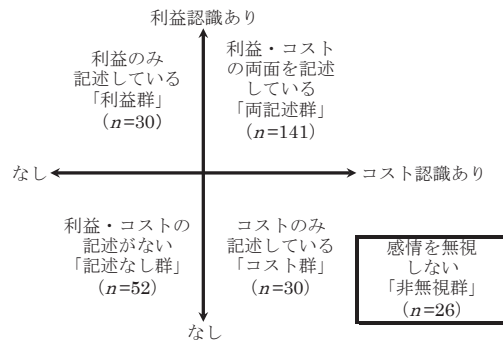 利益認識あり
利益のみ
記述している
「利益群」
(n=30)
利益・コスト
の両面を記述
している
「両記述群」
(n=141)
なし
コスト認識あり
利益・コストの
記述がない
「記述なし群」
(n=52)
コストのみ
記述している
「コスト群」
(n=30)
感情を無視
しない
「非無視群」
(n=26)
なし